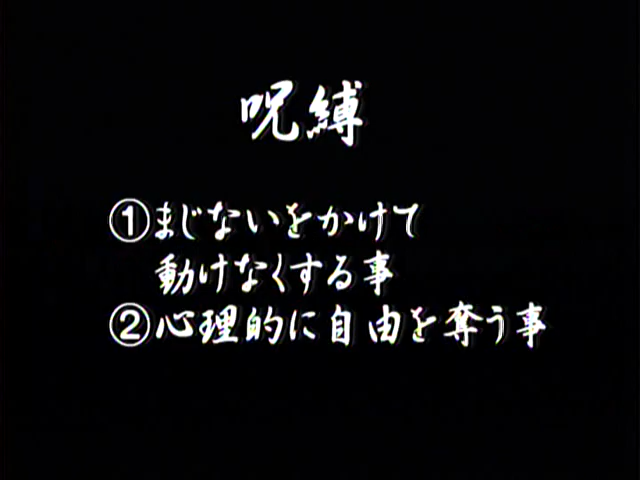 呪縛
①まじないをかけて
動けなくする事
②心理的に自由を奪う事